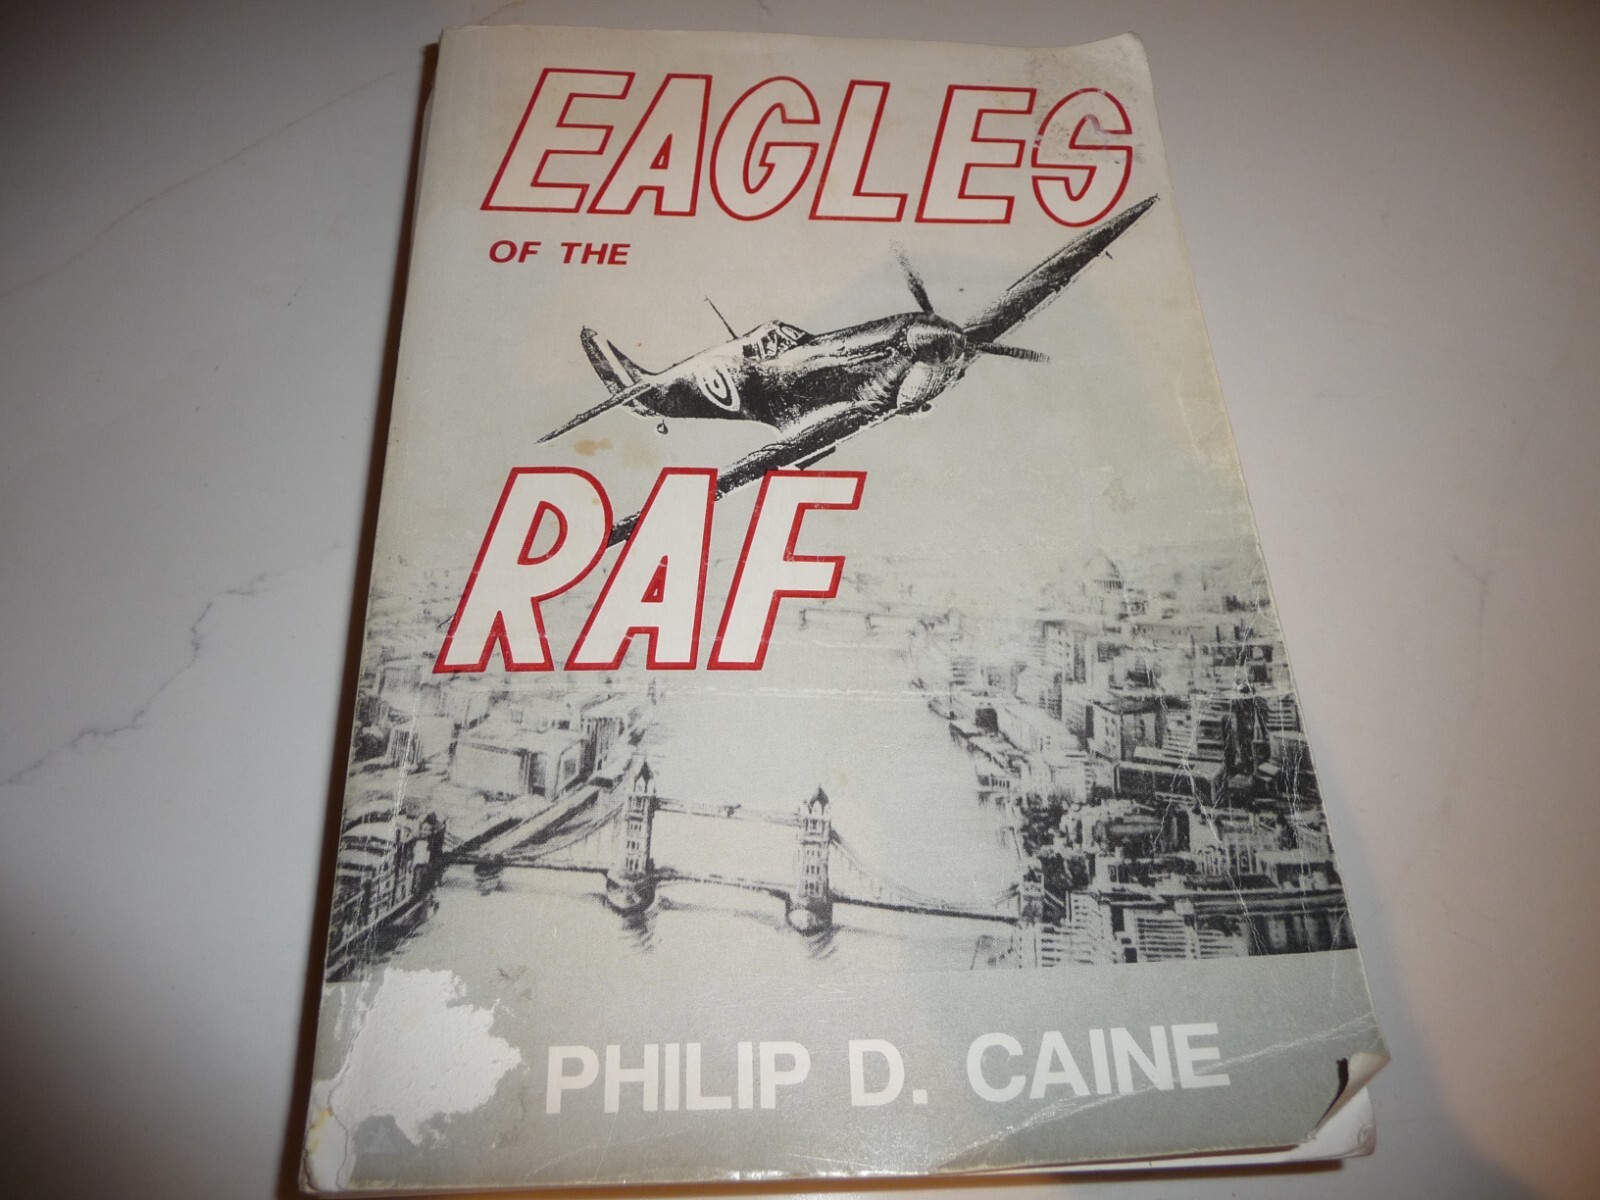 EAGLES
OF THE
RAF
PHILIP D. CAINE